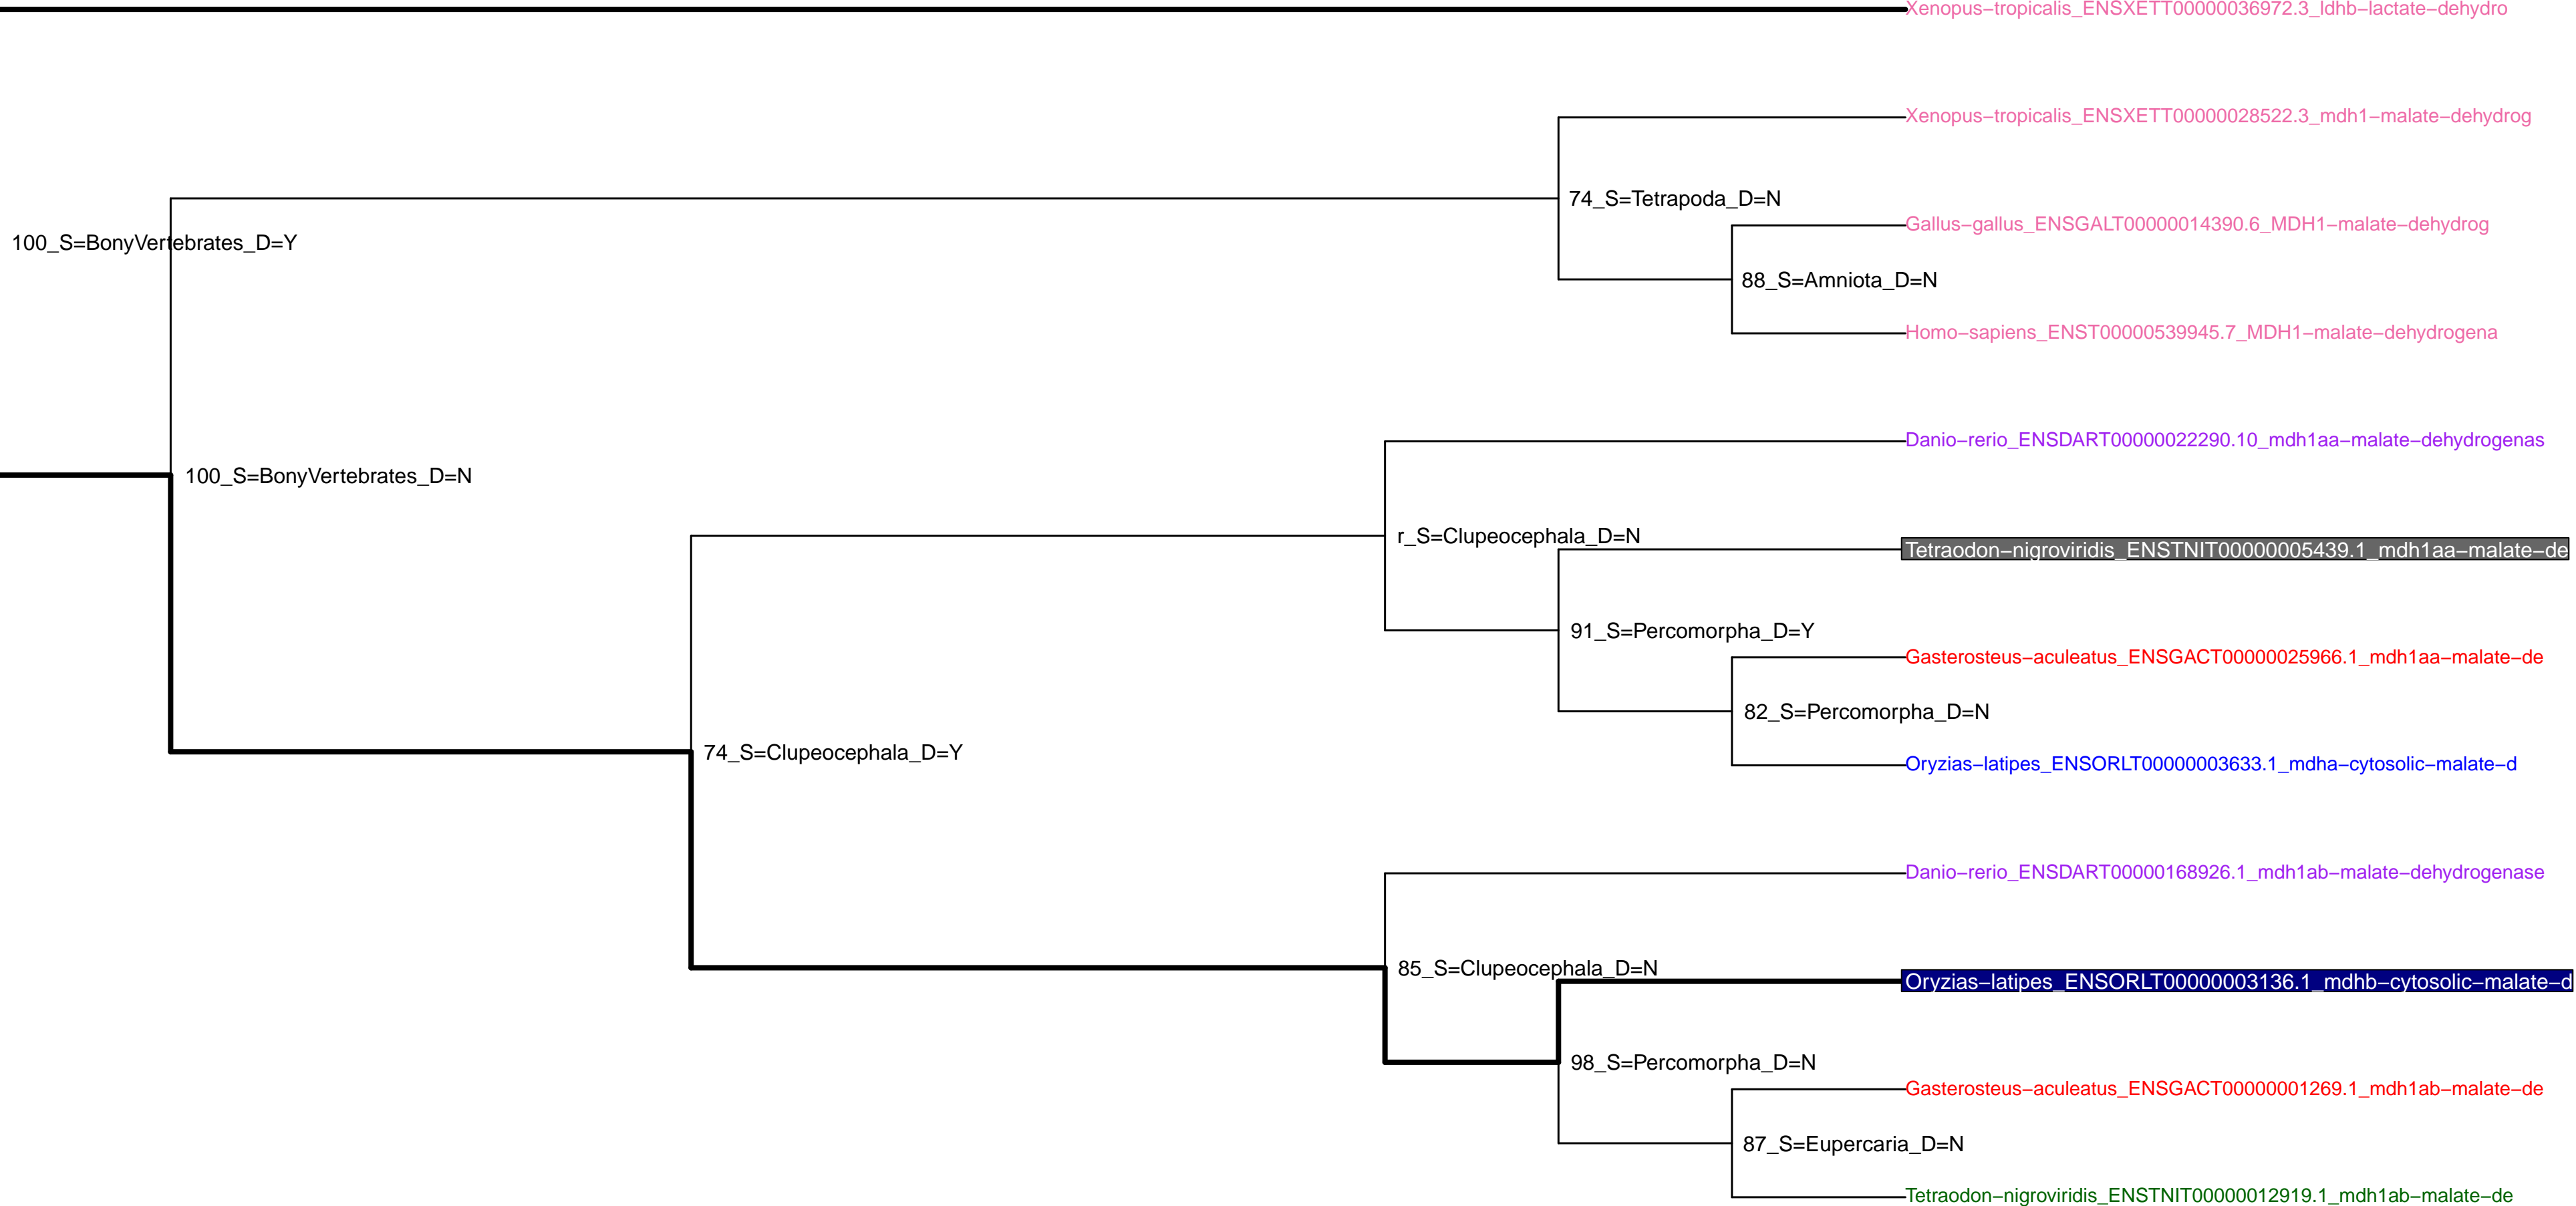 Xenopus−tropicalis_ENSXETT00000036972.3_ldhb−lactate−dehydro
Xenopus−tropicalis_ENSXETT00000028522.3_mdh1−malate−dehydrog
74_S=Tetrapoda_D=N
Gallus−gallus_ENSGALT00000014390.6_MDH1−malate−dehydrog
100_S=BonyVertebrates_D=Y
88_S=Amniota_D=N
Homo−sapiens_ENST00000539945.7_MDH1−malate−dehydrogena
Danio−rerio_ENSDART00000022290.10_mdh1aa−malate−dehydrogenas
100_S=BonyVertebrates_D=N
r_S=Clupeocephala_D=N
Tetraodon−nigroviridis_ENSTNIT00000005439.1_mdh1aa−malate−de
91_S=Percomorpha_D=Y
Gasterosteus−aculeatus_ENSGACT00000025966.1_mdh1aa−malate−de
82_S=Percomorpha_D=N
74_S=Clupeocephala_D=Y
Oryzias−latipes_ENSORLT00000003633.1_mdha−cytosolic−malate−d
Danio−rerio_ENSDART00000168926.1_mdh1ab−malate−dehydrogenase
85_S=Clupeocephala_D=N
Oryzias−latipes_ENSORLT00000003136.1_mdhb−cytosolic−malate−d
98_S=Percomorpha_D=N
Gasterosteus−aculeatus_ENSGACT00000001269.1_mdh1ab−malate−de
87_S=Eupercaria_D=N
Tetraodon−nigroviridis_ENSTNIT00000012919.1_mdh1ab−malate−de